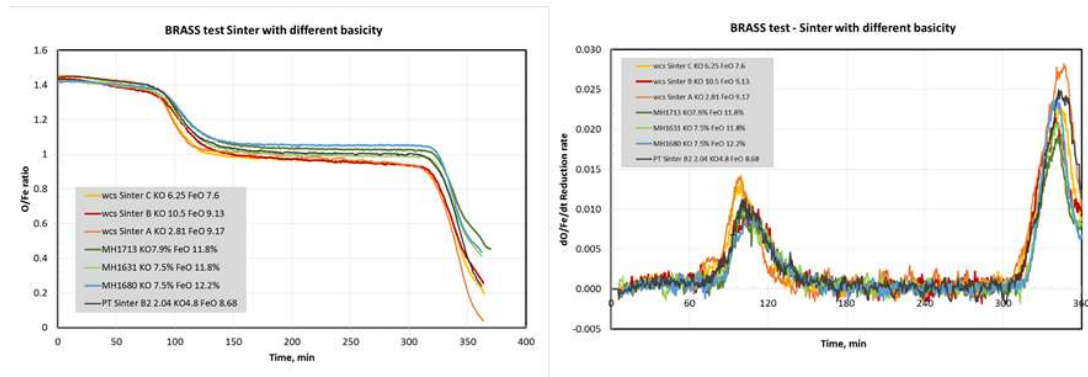 BRASS test Sinter with different basicity
1.6
1.4
1.2
1
0.8
0.6
0.4
0.2
0
O/Fe ratio
wcs Sinter C KO 6.25 FeO 7.6
wcs Sinter B KO 10.5 FeO 9.13
wcs Sinter A KO 2.81 FeO 9.17
MH1713 KO7.9% FeO 11.8%
MH1631 KO 7.5% FeO 11.8%
MH1680 KO 7.5% FeO 12.2%
PT Sinter B2 2.04 KO4.8 FeO 8.68
0 50 100 150 200 250 300 350 400
Time, min
BRASS test - Sinter with different basicity
0.030
0.025
0.020
0.015
0.010
0.005
0.000
-0.005
dO/Fe/dt Reduction rate
wcs Sinter C KO 6.25 FeO 7.6
wcs Sinter B KO 10.5 FeO 9.13
wcs Sinter A KO 2.81 FeO 9.17
MH1713 KO7.9% FeO 11.8%
MH1631 KO 7.5% FeO 11.8%
MH1680 KO 7.5% FeO 12.2%
PT Sinter B2 2.04 KO4.8 FeO 8.68
0 60 120 180 240 300 360
Time, min